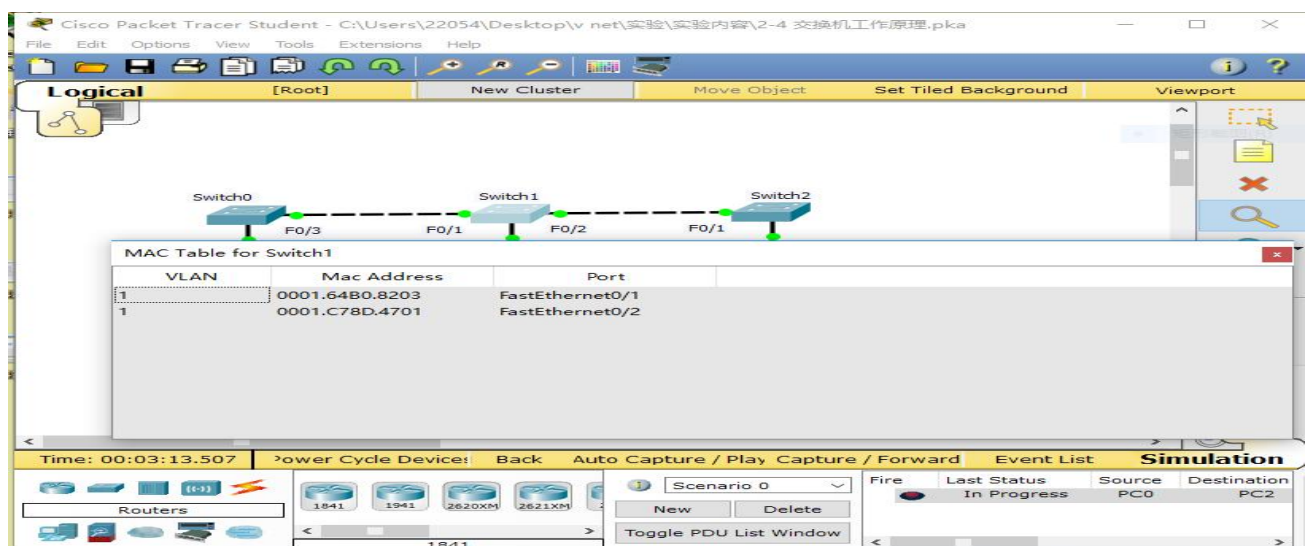 Cisco Packet Tracer Student - C:\Users\22054\Desktop\v net\实验\实验内容\2-4 交换机工作原理.pka
File Edit Options View Tools Extensions Help
Logical [Root] New Cluster Move Object Set Tiled Background Viewport
Switch0 Switch1 Switch2
F0/3 F0/1 F0/2 F0/1
MAC Table for Switch1
VLAN Mac Address Port
1 0001.64B0.8203 FastEthernet0/1
1 0001.C78D.4701 FastEthernet0/2
Time: 00:03:13.507 Power Cycle Devices Back Auto Capture / Play Capture / Forward Event List Simulation
Scenario 0 Fire Last Status Source Destination
In Progress PC0 PC2
Routers 1841 1941 2620XM 2621XM New Delete
Toggle PDU List Window
1841